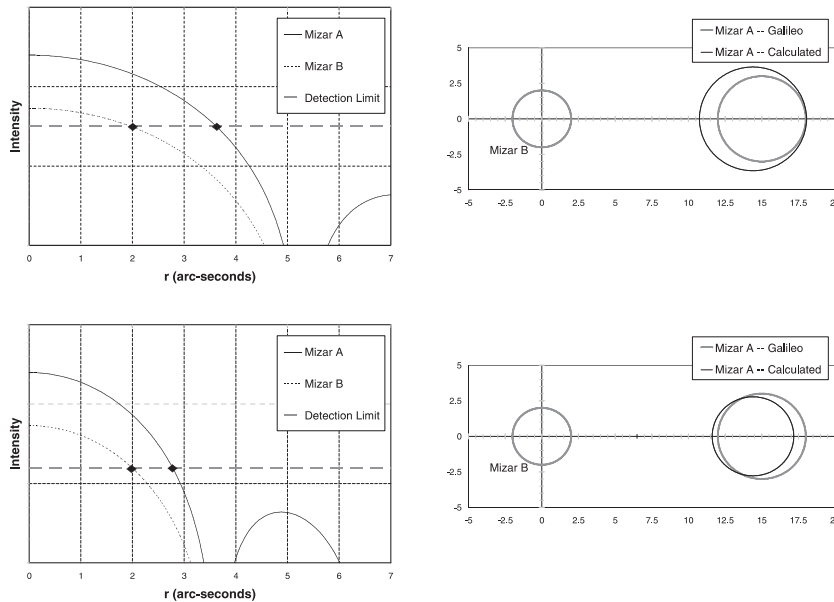 Mizar A
Mizar B
Detection Limit
Intensity
0 1 2 3 4 5 6 7
r (arc-seconds)
Mizar A -- Galileo
Mizar A -- Calculated
5
2.5
0
-2.5
-5
Mizar B
-5 -2.5 0 2.5 5 7.5 10 12.5 15 17.5 20
Mizar A
Mizar B
Detection Limit
Intensity
0 1 2 3 4 5 6 7
r (arc-seconds)
Mizar A -- Galileo
Mizar A -- Calculated
5
2.5
0
-2.5
-5
Mizar B
-5 -2.5 0 2.5 5 7.5 10 12.5 15 17.5 20